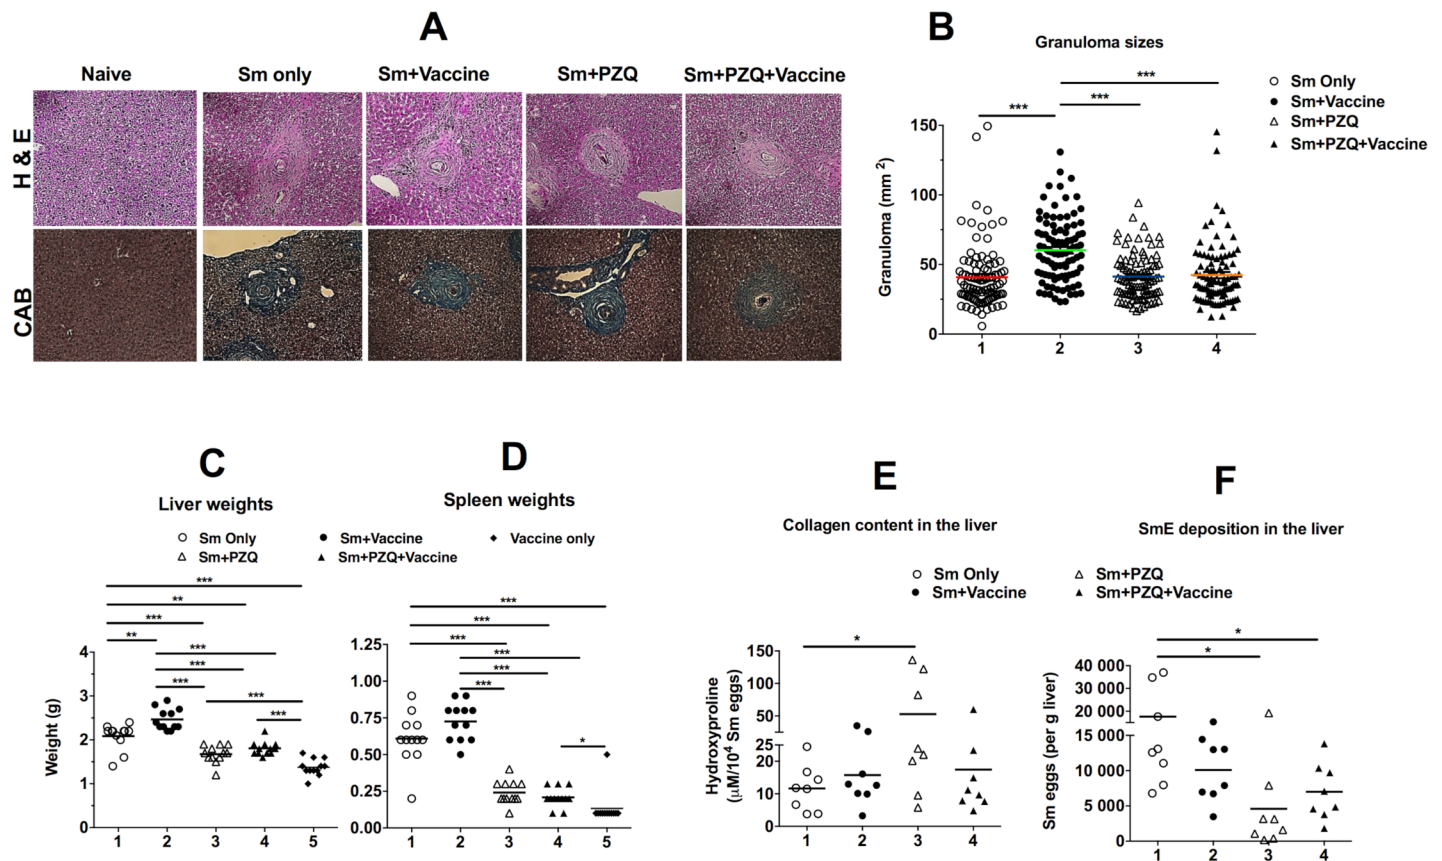 A
Naive Sm only Sm+Vaccine Sm+PZQ Sm+PZQ+Vaccine
H & E
CAB
B
Granuloma sizes
Sm Only
Sm+Vaccine
Sm+PZQ
Sm+PZQ+Vaccine
*** 
*** ***
Granuloma (mm ²)
150
100
50
0
1 2 3 4
C
Liver weights
Sm Only Sm+Vaccine Vaccine only
Sm+PZQ Sm+PZQ+Vaccine
***
**
***
**
***
***
***
***
***
Weight (g)
4
3
2
1
0
1 2 3 4 5
D
Spleen weights
***
***
***
***
***
***
*
1.25
1.00
0.75
0.50
0.25
0.00
1 2 3 4 5
E
Collagen content in the liver
Sm Only Sm+PZQ
Sm+Vaccine Sm+PZQ+Vaccine
*
Hydroxyproline
(µM/10⁴ Sm eggs)
150
100
50
25
20
10
0
1 2 3 4
F
SmE deposition in the liver
*
*
Sm eggs (per g liver)
40 000
30 000
20 000
15 000
10 000
5 000
0
1 2 3 4